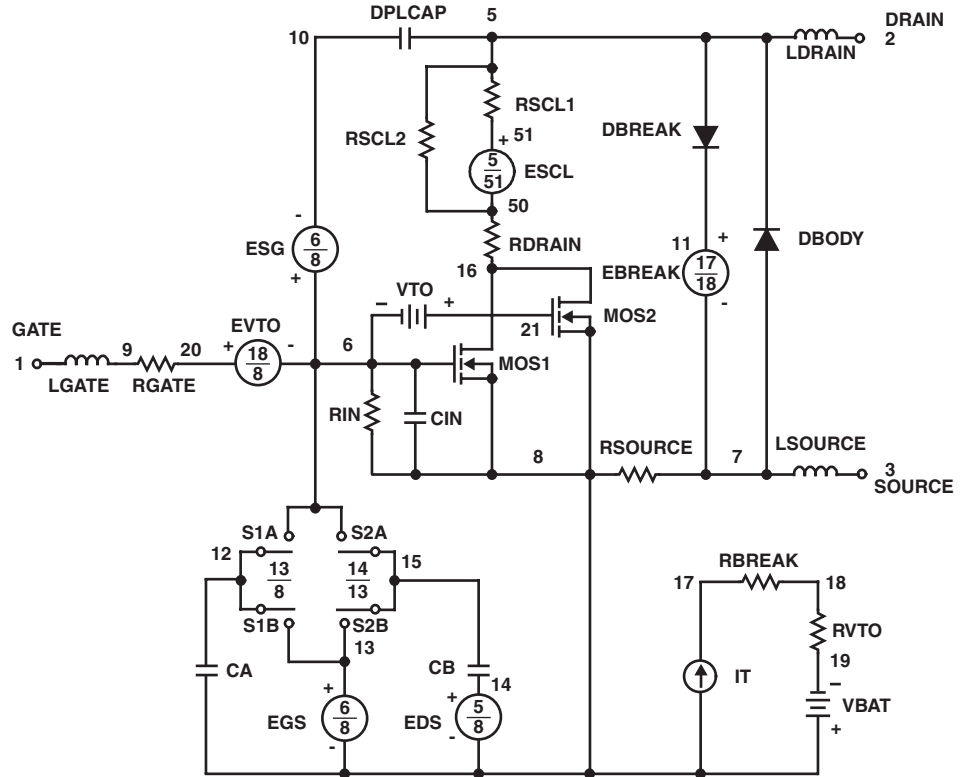 DPLCAP 5 DRAIN
10 2
LDRAIN
RSCL1
RSCL2 + 51 DBREAK
5
51
ESCL
50
- RDRAIN
ESG 6
8
+
16 11 + DBODY
EBREAK 17
18
-
VTO
- +
21 MOS2
GATE EVTO
1 9 20 + 18
8
- 6 MOS1
LGATE RGATE
RIN CIN
8 RSOURCE 7 LSOURCE
3
SOURCE
S1A S2A
12 13
8
14
13
15
S1B S2B
13
RBREAK
17 18
RVTO
19
CA CB
14
+ +
EGS 6
8
EDS 5
8
- -
IT
-
VBAT
+